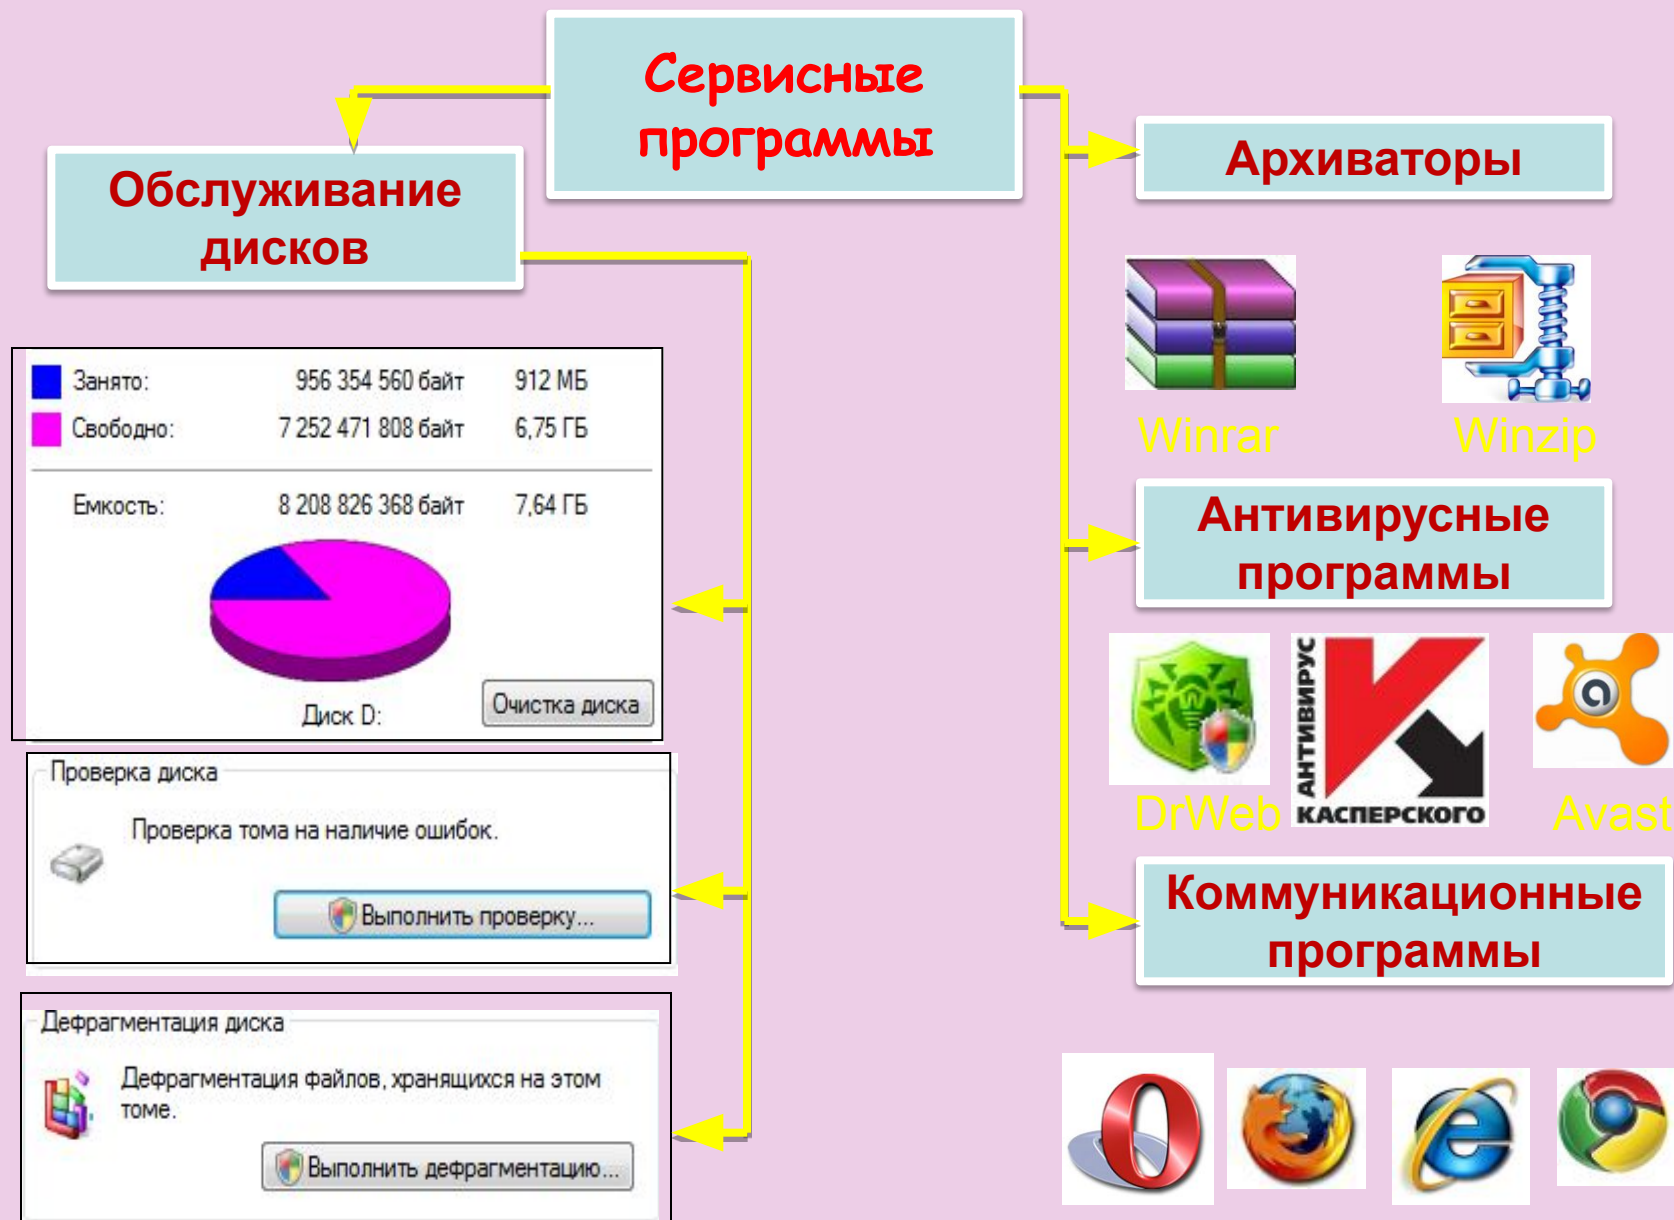 Сервисные
программы
Обслуживание
дисков
Занято: 956 354 560 байт 912 МБ
Свободно: 7 252 471 808 байт 6,75 ГБ
Емкость: 8 208 826 368 байт 7,64 ГБ
Диск D:
Очистка диска
Проверка диска
Проверка тома на наличие ошибок.
Выполнить проверку...
Дефрагментация диска
Дефрагментация файлов, хранящихся на этом
томе.
Выполнить дефрагментацию...
Архиваторы
Winrar
Winzip
Антивирусные
программы
DrWeb
АНТИВИРУС
КАСПЕРСКОГО
Avast
Коммуникационные
программы